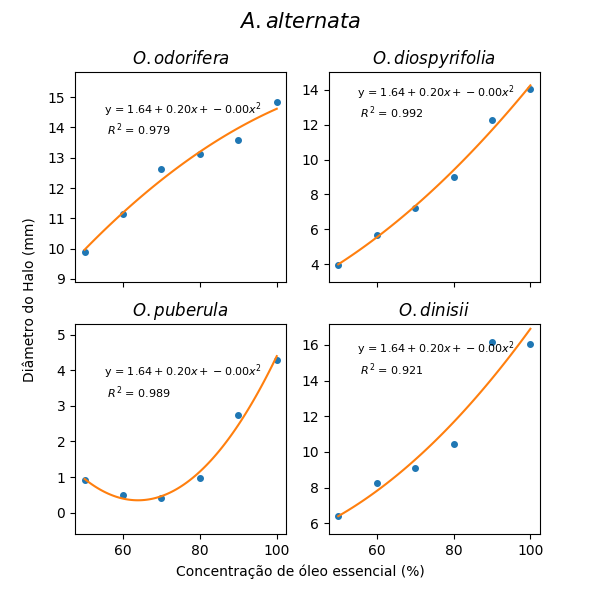 A. alternata
O. odorifera
y = 1.64 + 0.20x + − 0.00x²
R² = 0.979
15
14
13
12
11
10
9
O. diospyrifolia
y = 1.64 + 0.20x + − 0.00x²
R² = 0.992
14
12
10
8
6
4
Diâmetro do Halo (mm)
O. puberula
y = 1.64 + 0.20x + − 0.00x²
R² = 0.989
5
4
3
2
1
0
60 80 100
O. dinisii
y = 1.64 + 0.20x + − 0.00x²
R² = 0.921
16
14
12
10
8
6
60 80 100
Concentração de óleo essencial (%)